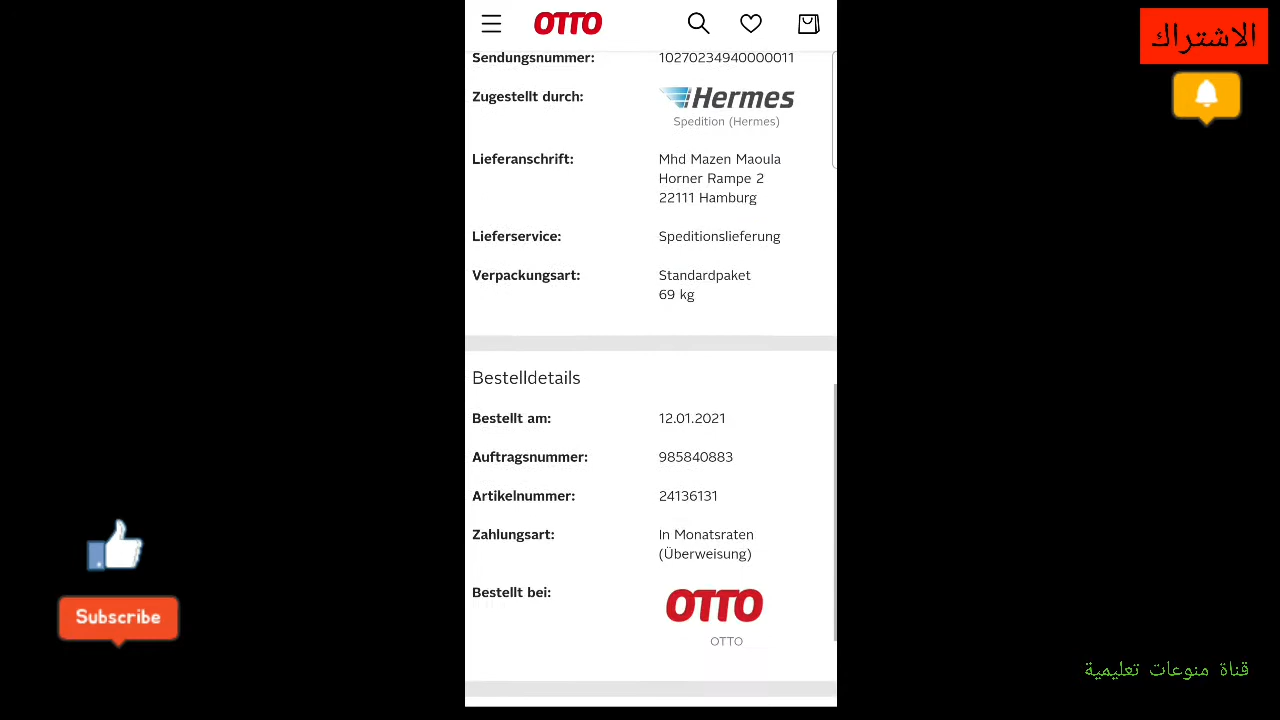 OTTO
الاشتراك
Sendungsnummer: 10270234940000011
Zugestellt durch: Hermes
Spedition (Hermes)
Lieferanschrift: Mhd Mazen Maoula
Horner Rampe 2
22111 Hamburg
Lieferservice: Speditionslieferung
Verpackungsart: Standardpaket
69 kg
Bestelldetails
Bestellt am: 12.01.2021
Auftragsnummer: 985840883
Artikelnummer: 24136131
Zahlungsart: In Monatsraten
(Überweisung)
Bestellt bei: OTTO
OTTO
Subscribe
قناة منوعات تعليمية